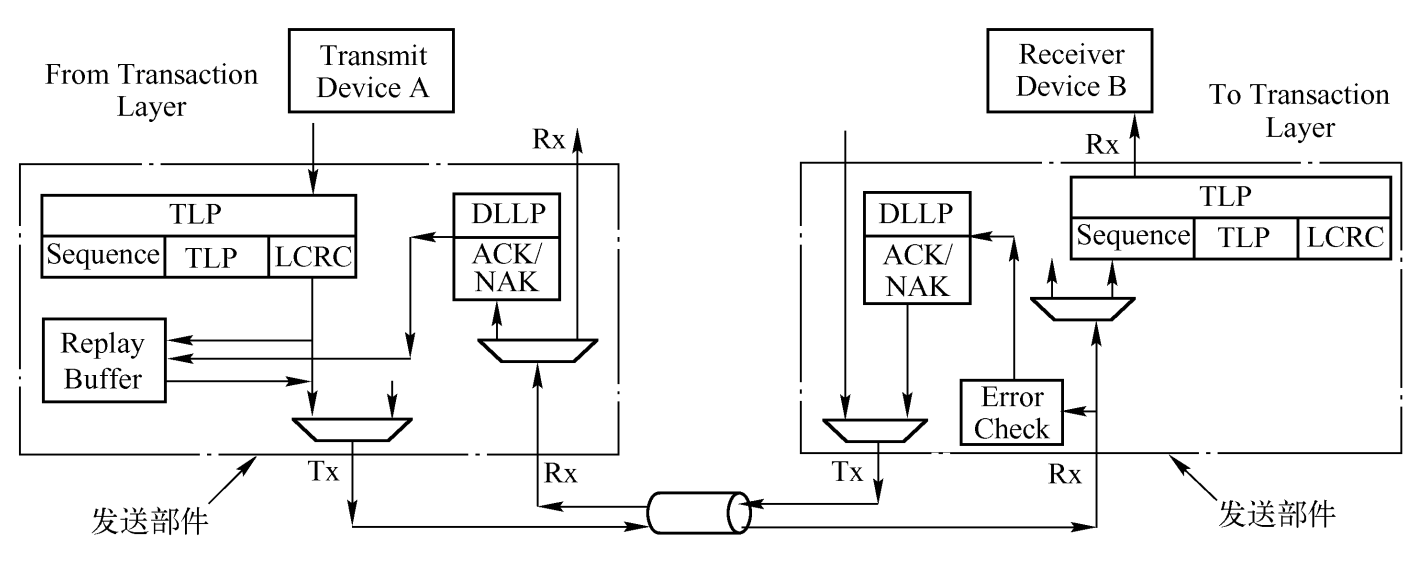 From Transaction
Layer
Transmit
Device A
Rx
TLP
Sequence TLP LCRC
DLLP
ACK/
NAK
Replay
Buffer
Tx
Rx
发送部件
Receiver
Device B
To Transaction
Layer
Rx
DLLP
ACK/
NAK
TLP
Sequence TLP LCRC
Error
Check
Tx
Rx
发送部件